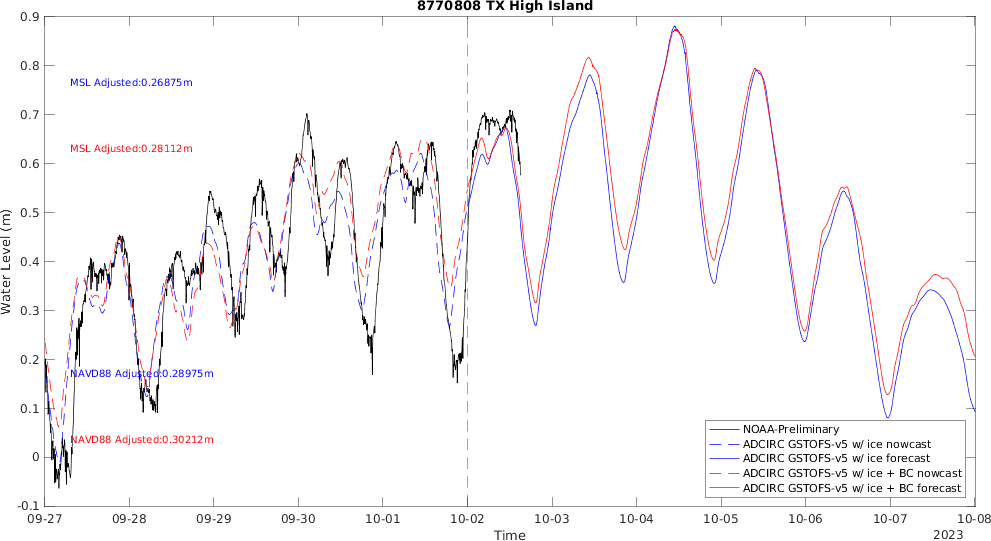 8770808 TX High Island
Water Level (m)
0.9
0.8
0.7
0.6
0.5
0.4
0.3
0.2
0.1
0
-0.1
MSL Adjusted:0.26875m
MSL Adjusted:0.28112m
NAVD88 Adjusted:0.28975m
NAVD88 Adjusted:0.30212m
NOAA-Preliminary
ADCIRC GSTOFS-v5 w/ ice nowcast
ADCIRC GSTOFS-v5 w/ ice forecast
ADCIRC GSTOFS-v5 w/ ice + BC nowcast
ADCIRC GSTOFS-v5 w/ ice + BC forecast
09-27 09-28 09-29 09-30 10-01 10-02 10-03 10-04 10-05 10-06 10-07 10-08
Time
2023